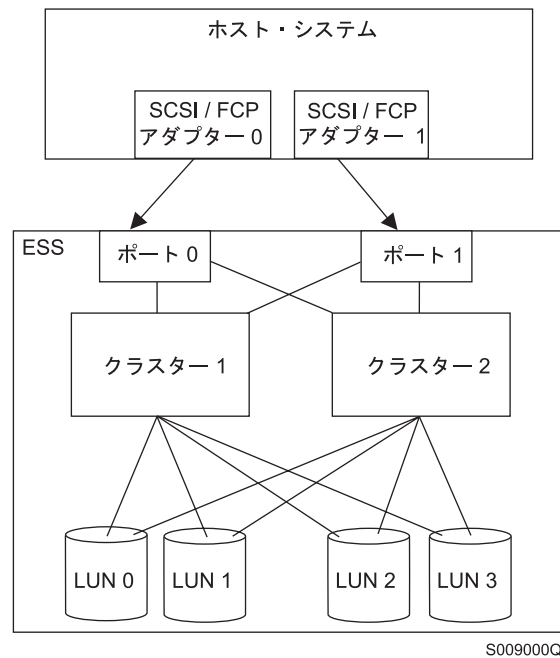 ホスト・システム
SCSI / FCP
アダプター 0
SCSI / FCP
アダプター 1
ESS
ポート 0
ポート 1
クラスター 1
クラスター 2
LUN 0
LUN 1
LUN 2
LUN 3
S009000Q